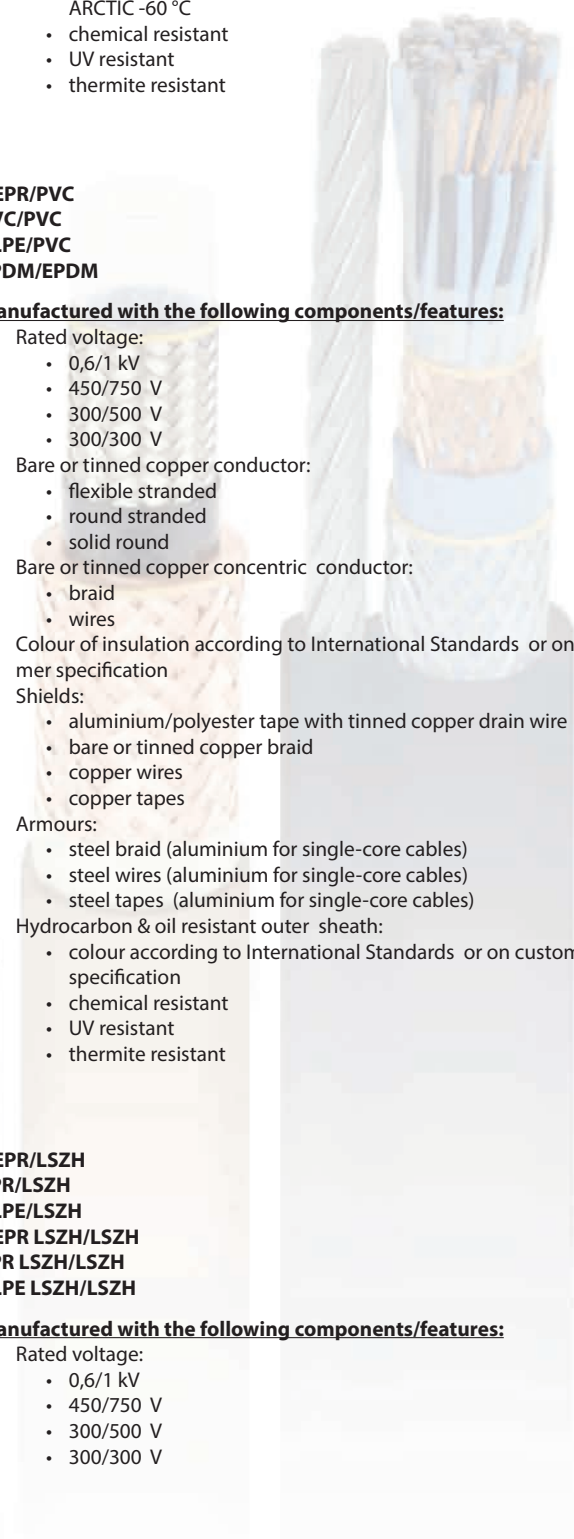 ARCTIC -60 °C
• chemical resistant
• UV resistant
• thermite resistant
EPR/PVC
VC/PVC
LPE/PVC
PDM/EPDM
anufactured with the following components/features:
Rated voltage:
• 0,6/1 kV
• 450/750 V
• 300/500 V
• 300/300 V
Bare or tinned copper conductor:
• flexible stranded
• round stranded
• solid round
Bare or tinned copper concentric conductor:
• braid
• wires
Colour of insulation according to International Standards or on
mer specification
Shields:
• aluminium/polyester tape with tinned copper drain wire
• bare or tinned copper braid
• copper wires
• copper tapes
Armours:
• steel braid (aluminium for single-core cables)
• steel wires (aluminium for single-core cables)
• steel tapes (aluminium for single-core cables)
Hydrocarbon & oil resistant outer sheath:
• colour according to International Standards or on custom
specification
• chemical resistant
• UV resistant
• thermite resistant
EPR/LSZH
PR/LSZH
LPE/LSZH
EPR LSZH/LSZH
PR LSZH/LSZH
LPE LSZH/LSZH
anufactured with the following components/features:
Rated voltage:
• 0,6/1 kV
• 450/750 V
• 300/500 V
• 300/300 V